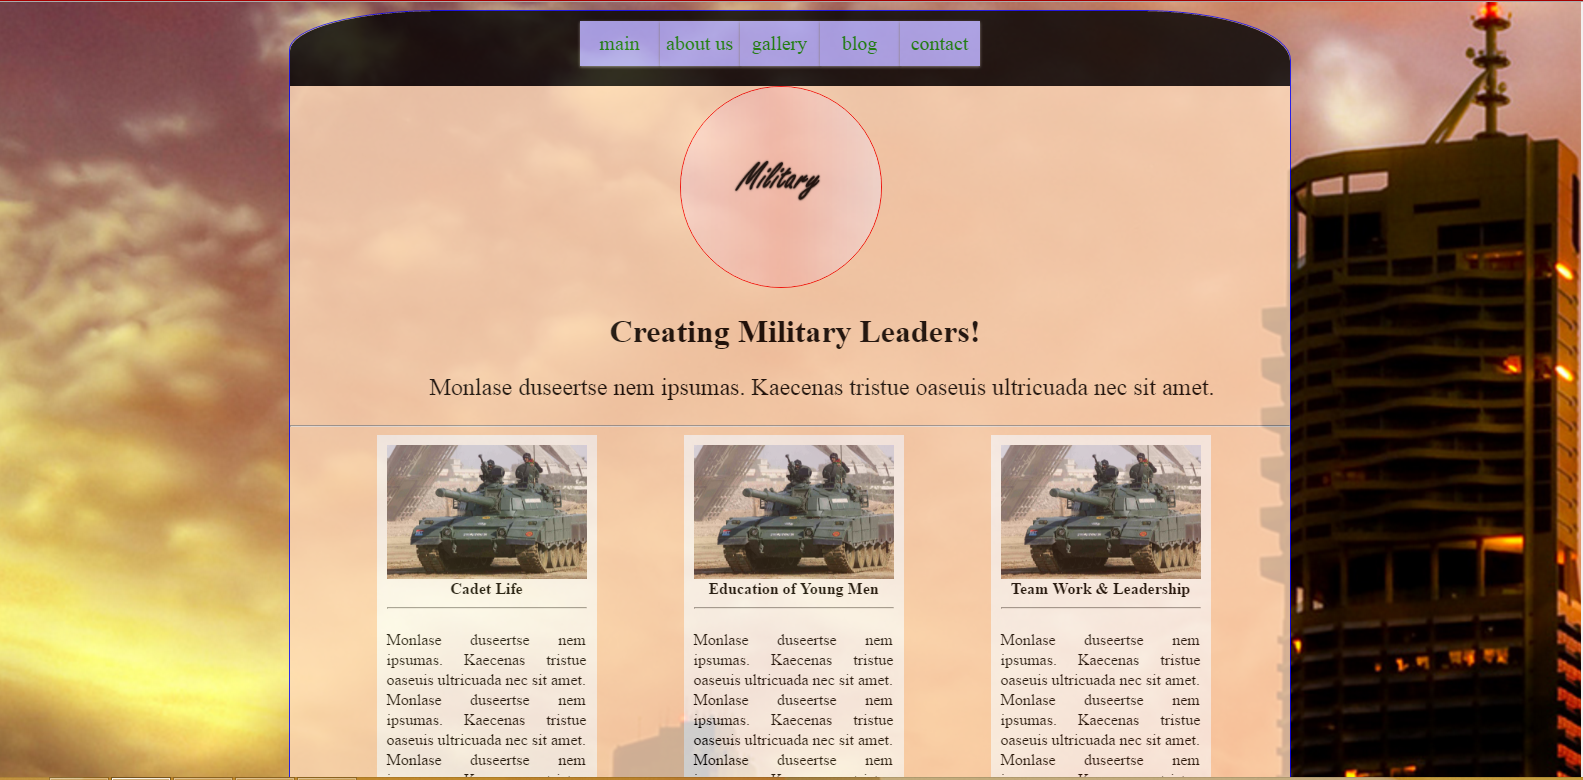 main about us gallery blog contact
Military
Creating Military Leaders!
Monlase duseertse nem ipsumas. Kaecenas tristue oaseuis ultricuada nec sit amet.
Cadet Life
Monlase duseertse nem
ipsumas. Kaecenas tristue
oaseuis ultricuada nec sit amet.
Monlase duseertse nem
ipsumas. Kaecenas tristue
oaseuis ultricuada nec sit amet.
Monlase duseertse nem
Education of Young Men
Monlase duseertse nem
ipsumas. Kaecenas tristue
oaseuis ultricuada nec sit amet.
Monlase duseertse nem
ipsumas. Kaecenas tristue
oaseuis ultricuada nec sit amet.
Monlase duseertse nem
Team Work & Leadership
Monlase duseertse nem
ipsumas. Kaecenas tristue
oaseuis ultricuada nec sit amet.
Monlase duseertse nem
ipsumas. Kaecenas tristue
oaseuis ultricuada nec sit amet.
Monlase duseertse nem